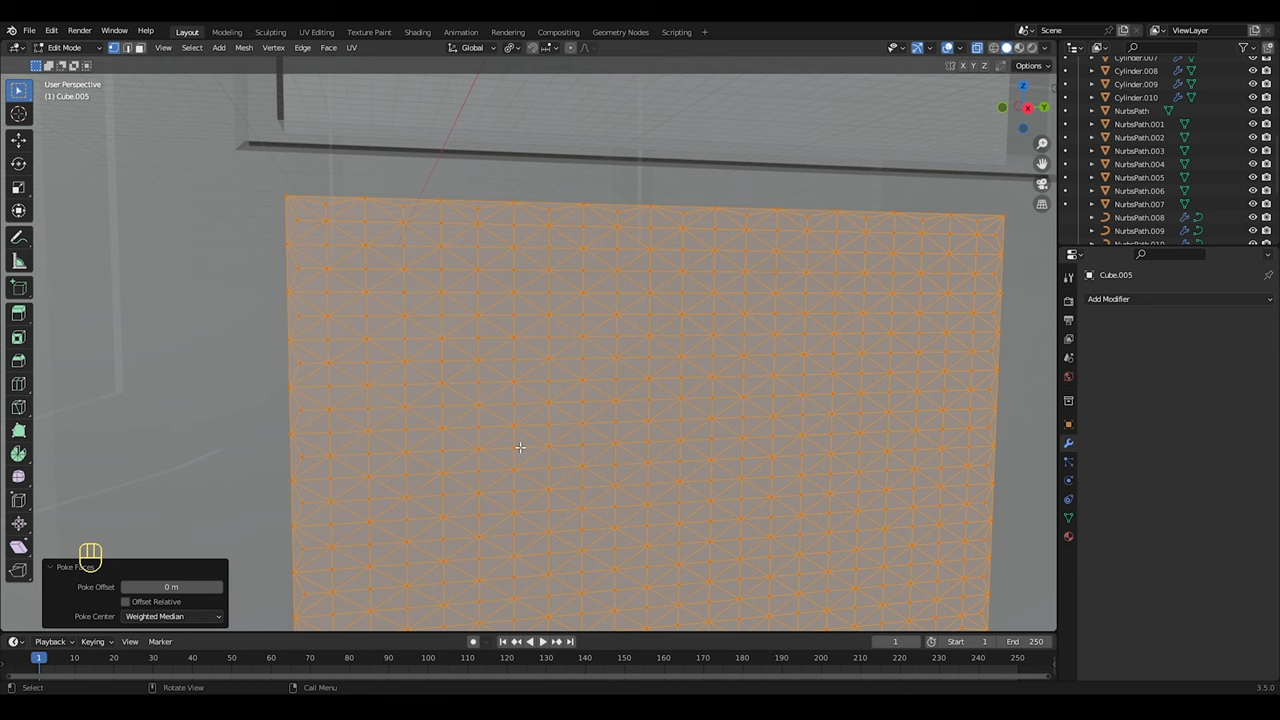 File Edit Render Window Help Layout Modeling Sculpting UV Editing Texture Paint Shading Animation Rendering Compositing Geometry Nodes Scripting Scene ViewLayer
Edit Mode View Select Add Mesh Vertex Edge Face UV Global
X Y Z Options
User Perspective
(1) Cube.005
Z
X Y
Cylinder.007
Cylinder.008
Cylinder.009
Cylinder.010
NurbsPath
NurbsPath.001
NurbsPath.002
NurbsPath.003
NurbsPath.004
NurbsPath.005
NurbsPath.006
NurbsPath.007
NurbsPath.008
NurbsPath.009
NurbsPath.010
Cube.005
Add Modifier
Poke Faces
Poke Offset 0 m
Offset Relative
Poke Center Weighted Median
Playback Keying View Marker 1 Start 1 End 250
1 10 20 30 40 50 60 70 80 90 100 110 120 130 140 150 160 170 180 190 200 210 220 230 240 250
Select Rotate View Call Menu 3.5.0